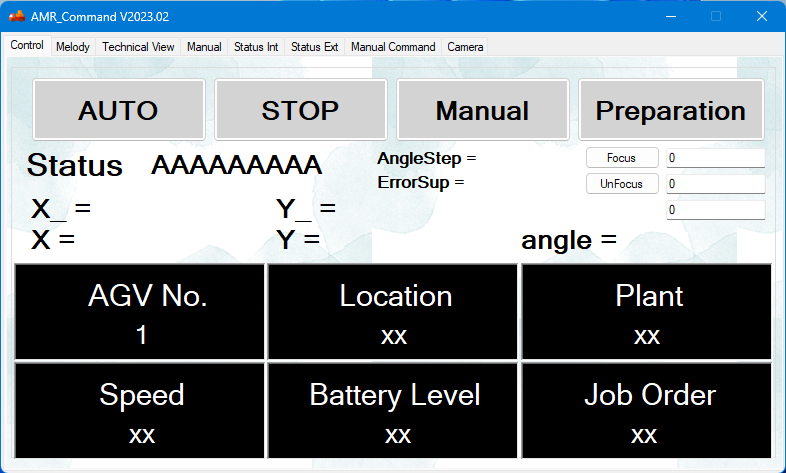 AMR_Command V2023.02
Control Melody Technical View Manual Status Int Status Ext Manual Command Camera
AUTO STOP Manual Preparation
Status AAAAAAAAA AngleStep = Focus 0
ErrorSup = UnFocus 0
X_ = Y_ = 0
X = Y = angle =
AGV No. Location Plant
1 xx xx
Speed Battery Level Job Order
xx xx xx